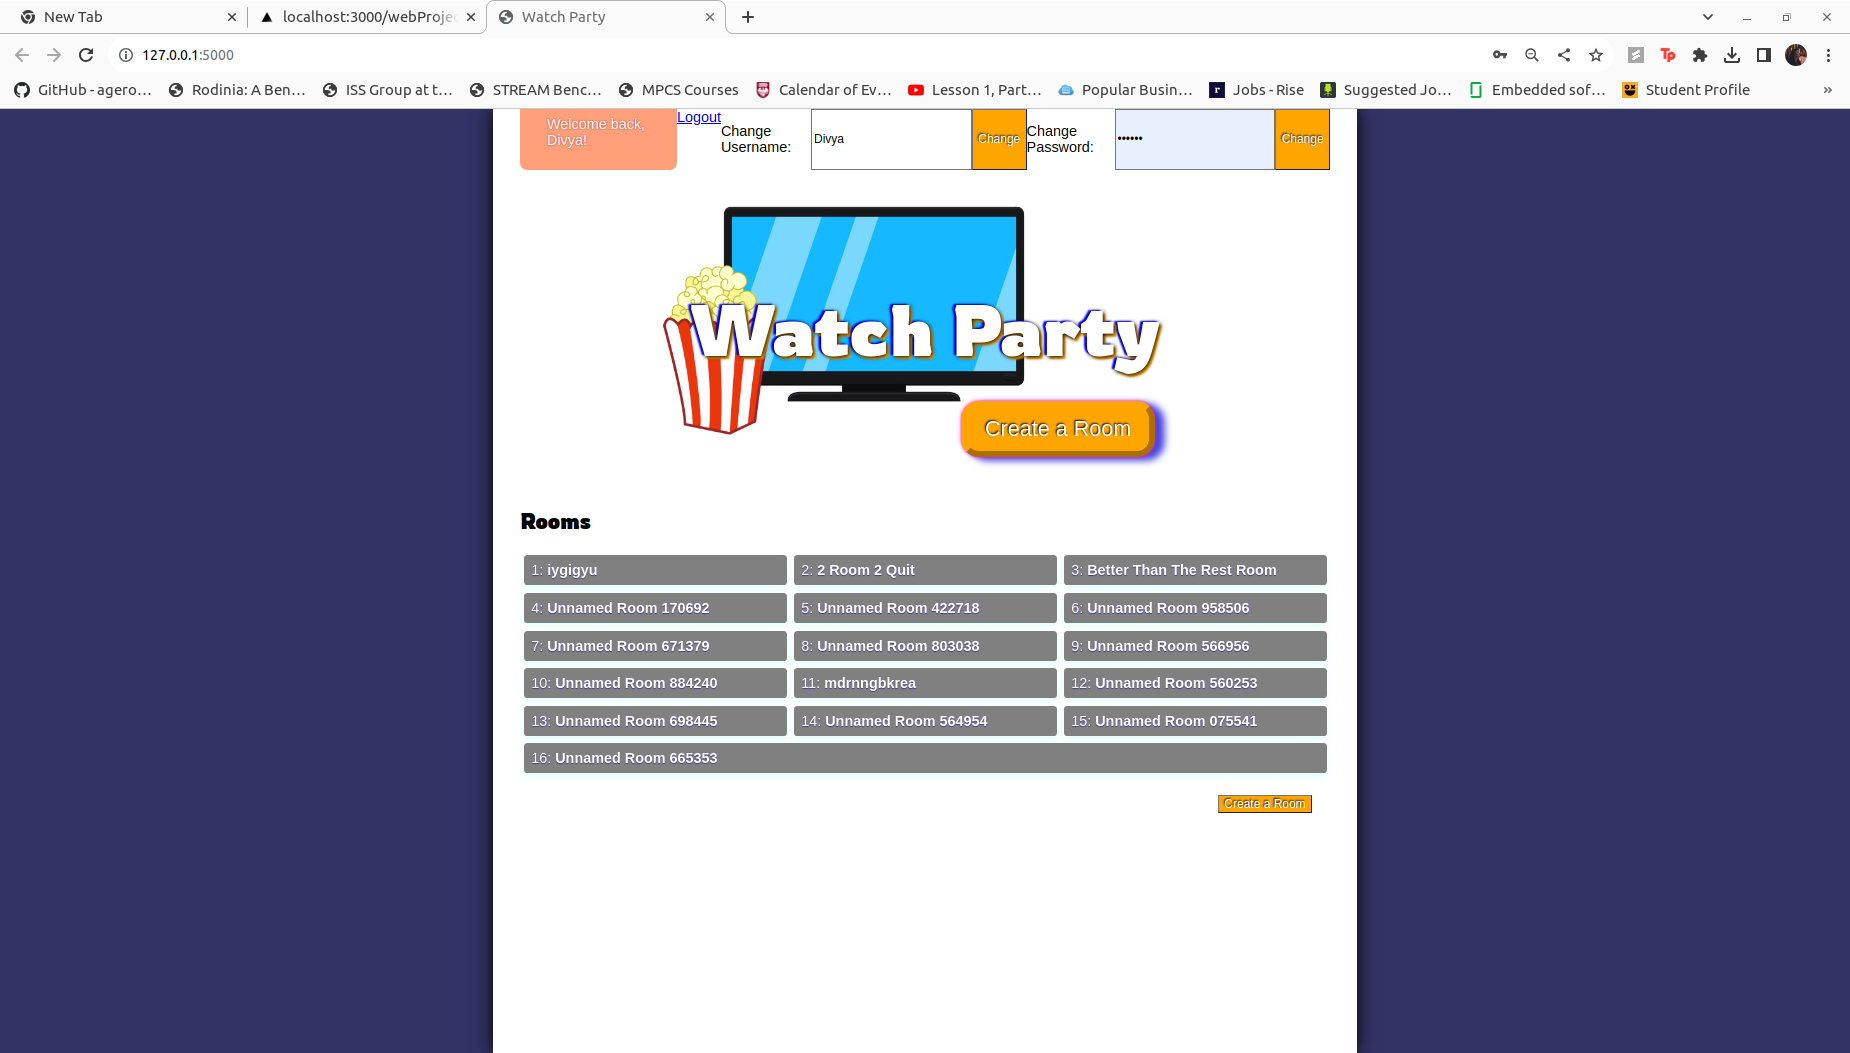 New Tab
localhost:3000/webProjec
Watch Party
127.0.0.1:5000
GitHub - agero…
Rodinia: A Ben…
ISS Group at t…
STREAM Benc…
MPCS Courses
Calendar of Ev…
Lesson 1, Part…
Popular Busin…
Jobs - Rise
Suggested Jo…
Embedded sof…
Student Profile
»
Welcome back,
Divya!
Logout
Change
Username:
Divya
Change
Change
Password:
••••••
Change
Watch Party
Create a Room
Rooms
1: iygigyu
2: 2 Room 2 Quit
3: Better Than The Rest Room
4: Unnamed Room 170692
5: Unnamed Room 422718
6: Unnamed Room 958506
7: Unnamed Room 671379
8: Unnamed Room 803038
9: Unnamed Room 566956
10: Unnamed Room 884240
11: mdrnngbkrea
12: Unnamed Room 560253
13: Unnamed Room 698445
14: Unnamed Room 564954
15: Unnamed Room 075541
16: Unnamed Room 665353
Create a Room